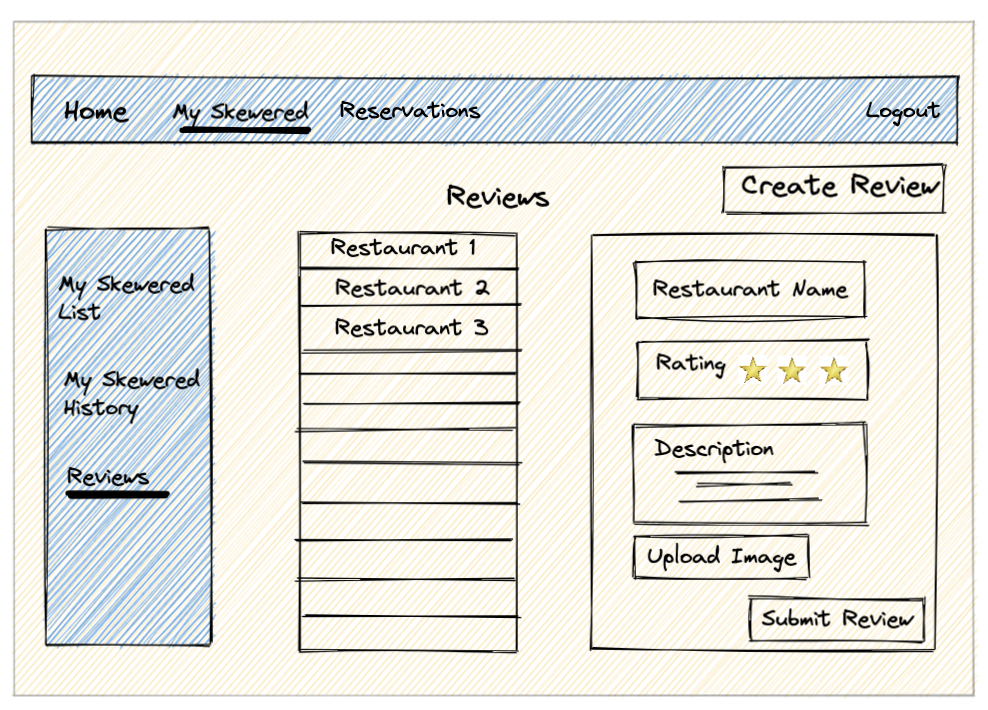 Home
My Skewered
Reservations
Logout
Reviews
Create Review
My Skewered
List
My Skewered
History
Reviews
Restaurant 1
Restaurant 2
Restaurant 3
Restaurant Name
Rating
Description
Upload Image
Submit Review